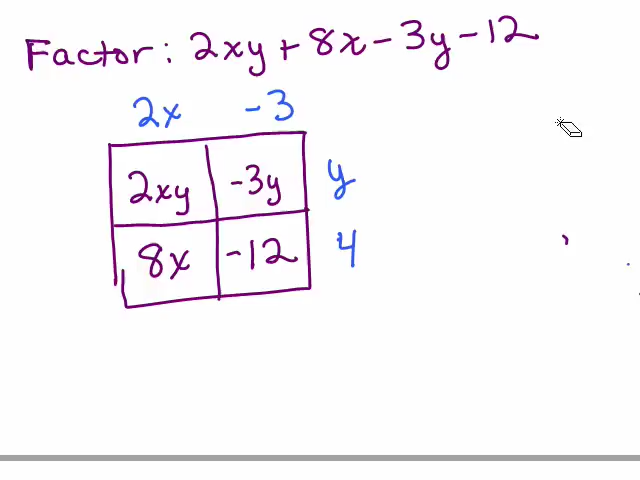 Factor: 2xy + 8x - 3y - 12
2x -3
2xy -3y y
8x -12 4